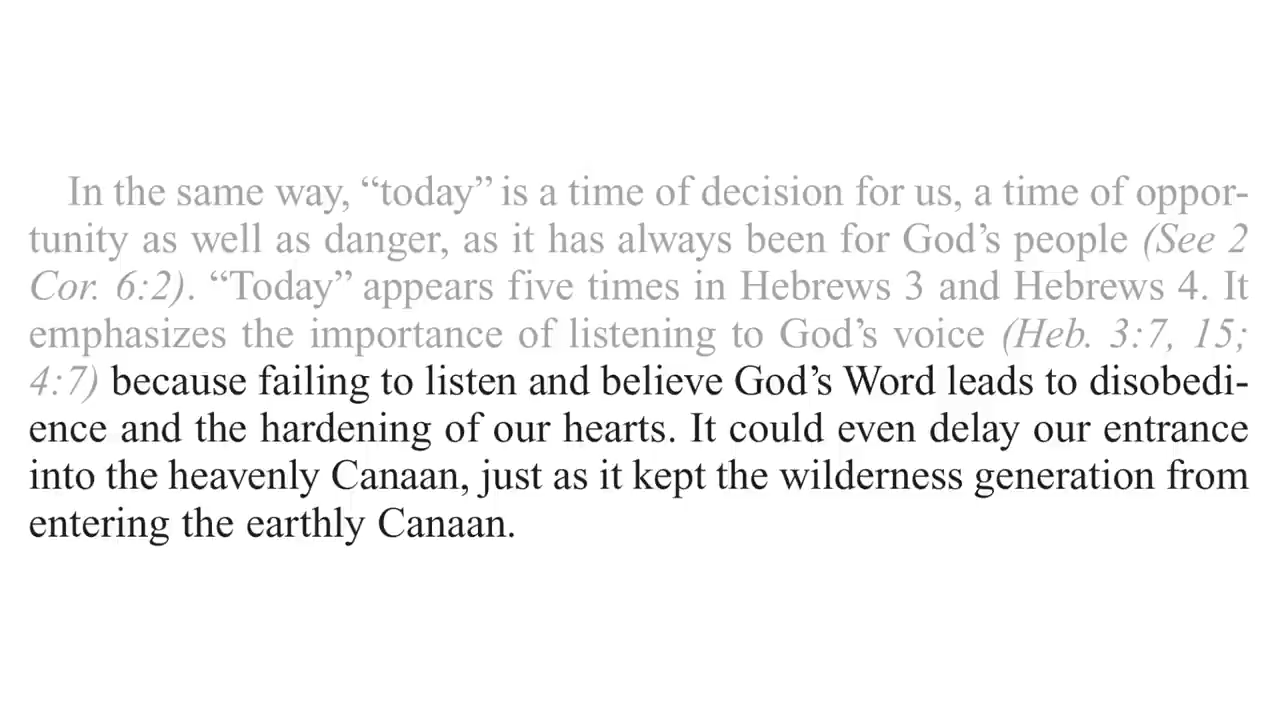 In the same way, “today” is a time of decision for us, a time of oppor-
tunity as well as danger, as it has always been for God’s people (See 2
Cor. 6:2). “Today” appears five times in Hebrews 3 and Hebrews 4. It
emphasizes the importance of listening to God’s voice (Heb. 3:7, 15;
4:7) because failing to listen and believe God’s Word leads to disobedi-
ence and the hardening of our hearts. It could even delay our entrance
into the heavenly Canaan, just as it kept the wilderness generation from
entering the earthly Canaan.